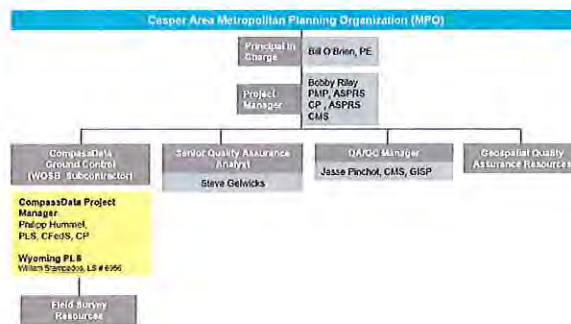 Casper Area Metropolitan Planning Organization (MPO)
Principal In
Charge
Bill O'Brien, PE
Project
Manager
Bobby Riley
PMP, ASPRS
CP , ASPRS
CMS
CompassData
Ground Control
(WOSB Subcontractor)
Senior Quality Assurance
Analyst
Steve Gelwicks
QA/QC Manager
Jesse Pinchot, CMS, GISP
Geospatial Quality
Assurance Resources
CompassData Project
Manager
Philipp Hummel,
PLS, CFedS, CP
Wyoming PLS
William Stampados, LS # 6956
Field Survey
Resources